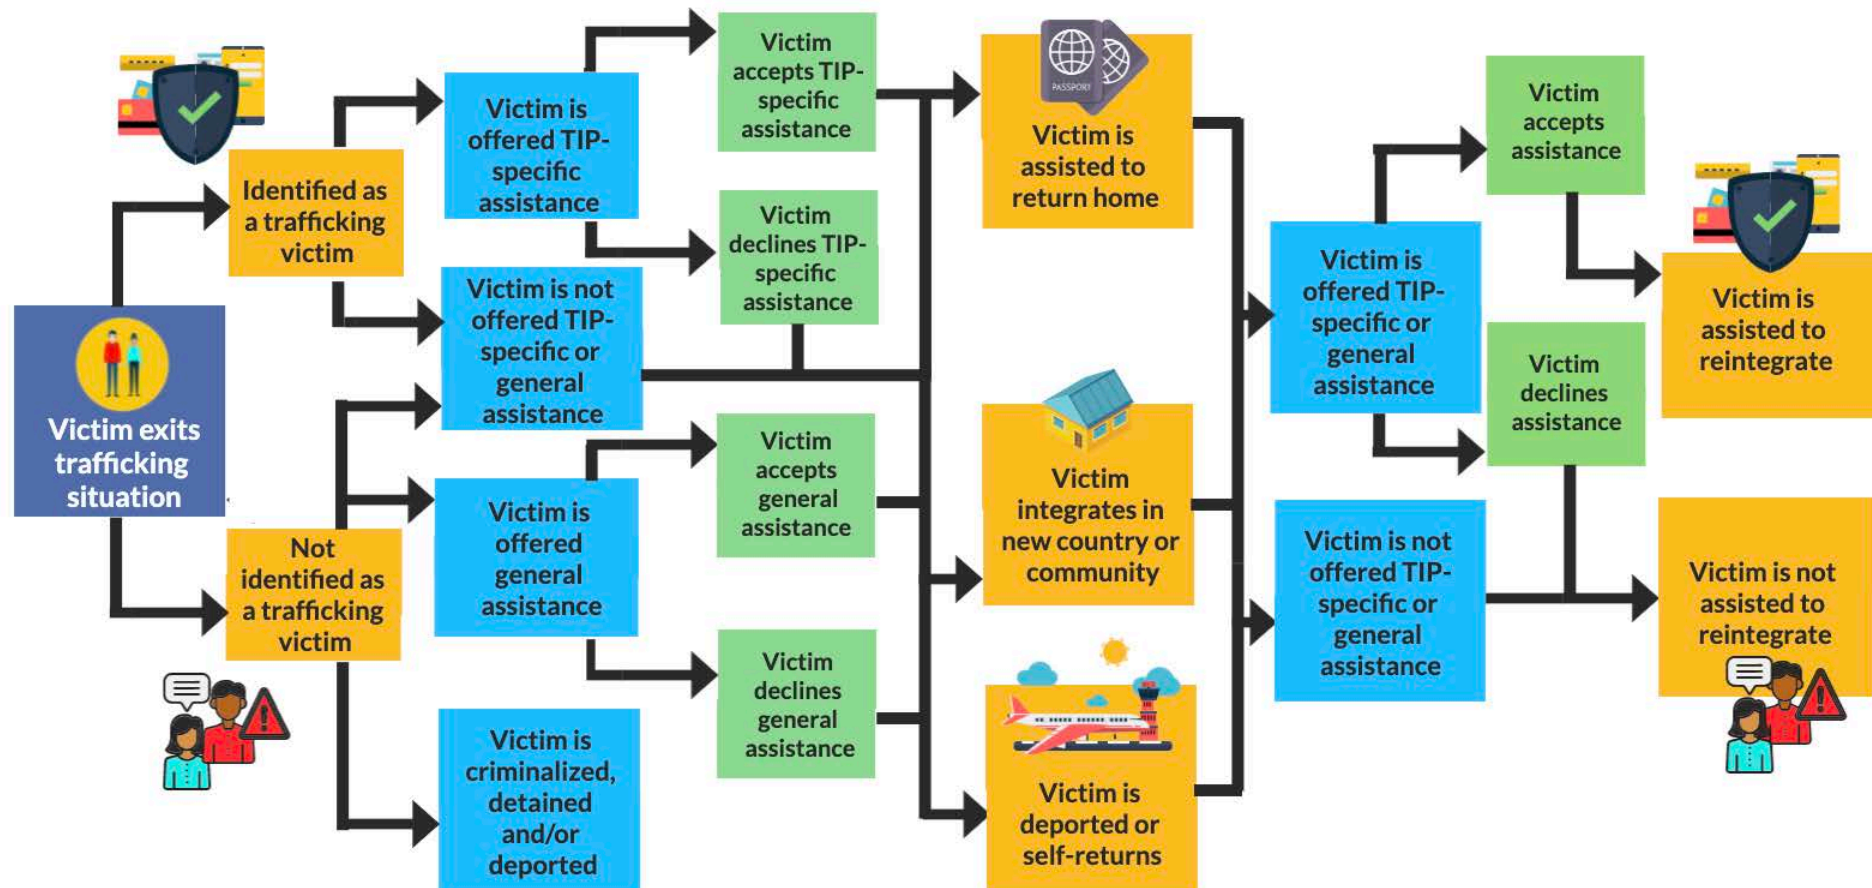 Victim exits
trafficking
situation
Identified as
a trafficking
victim
Not
identified as
a trafficking
victim
Victim is
offered TIP-
specific
assistance
Victim is not
offered TIP-
specific or
general
assistance
Victim is
offered
general
assistance
Victim is
criminalized,
detained
and/or
deported
Victim
accepts TIP-
specific
assistance
Victim
declines TIP-
specific
assistance
Victim
accepts
general
assistance
Victim
declines
general
assistance
PASSPORT
Victim is
assisted to
return home
Victim
integrates in
new country or
community
Victim is
deported or
self-returns
Victim is
offered TIP-
specific or
general
assistance
Victim is not
offered TIP-
specific or
general
assistance
Victim
accepts
assistance
Victim
declines
assistance
Victim is
assisted to
reintegrate
Victim is not
assisted to
reintegrate